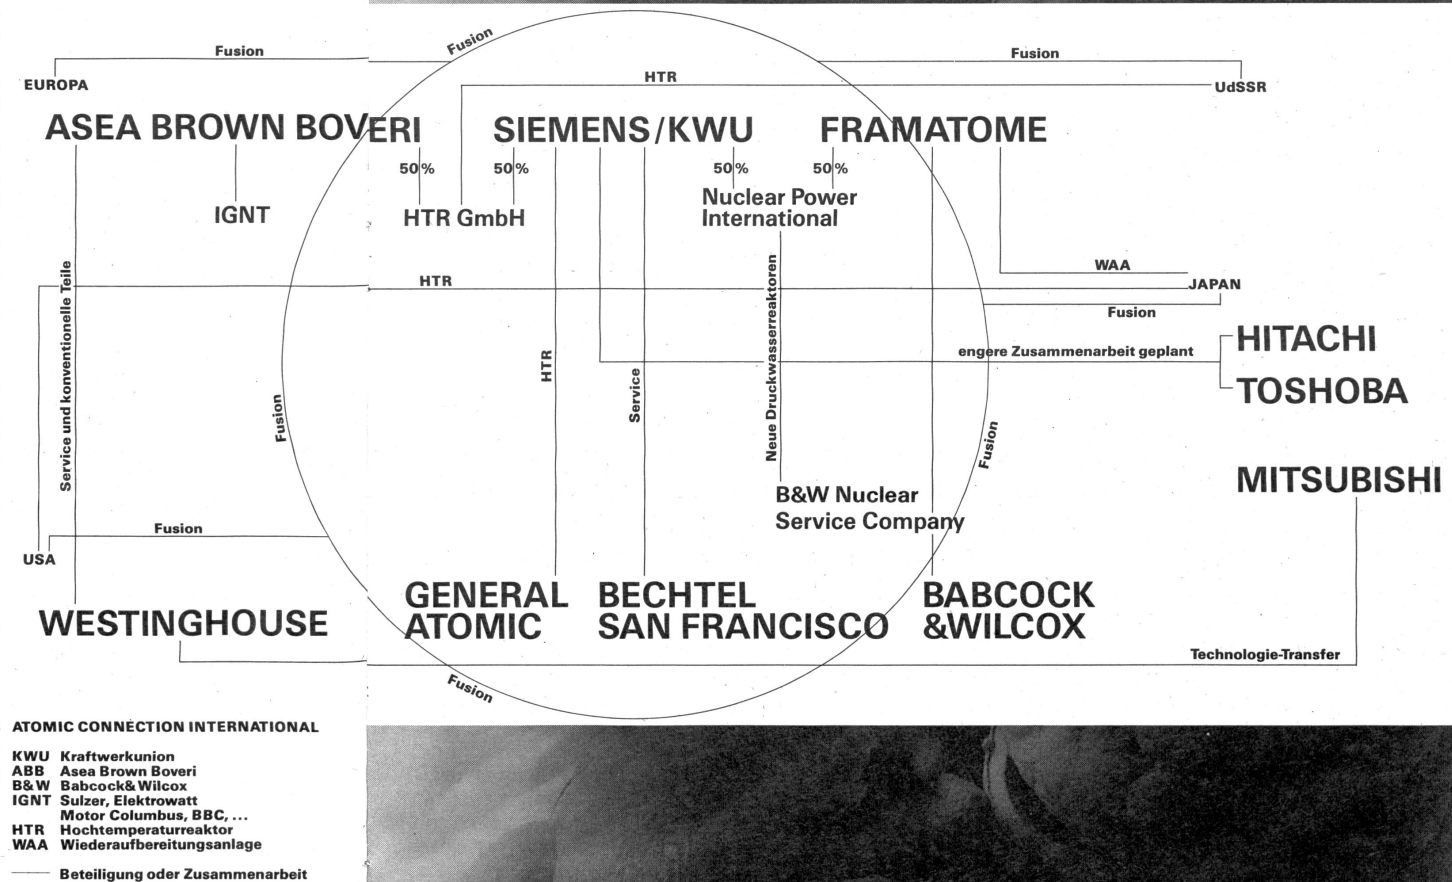 Fusion
Fusion
Fusion
EUROPA
HTR
UdSSR
ASEA BROWN BOVERI
SIEMENS/KWU
FRAMATOME
50%
50%
50%
50%
IGNT
HTR GmbH
Nuclear Power
International
Service und konventionelle Teile
HTR
Neue Druckwasserreaktoren
WAA
JAPAN
Fusion
HITACHI
engere Zusammenarbeit geplant
TOSHOBA
HTR
Service
Fusion
Fusion
MITSUBISHI
B&W Nuclear
Service Company
Fusion
USA
GENERAL
ATOMIC
BECHTEL
SAN FRANCISCO
BABCOCK
&WILCOX
WESTINGHOUSE
Technologie-Transfer
Fusion
ATOMIC CONNECTION INTERNATIONAL
KWU Kraftwerkunion
ABB Asea Brown Boveri
B&W Babcock&Wilcox
IGNT Sulzer, Elektrowatt
Motor Columbus, BBC, ...
HTR Hochtemperaturreaktor
WAA Wiederaufbereitungsanlage
Beteiligung oder Zusammenarbeit